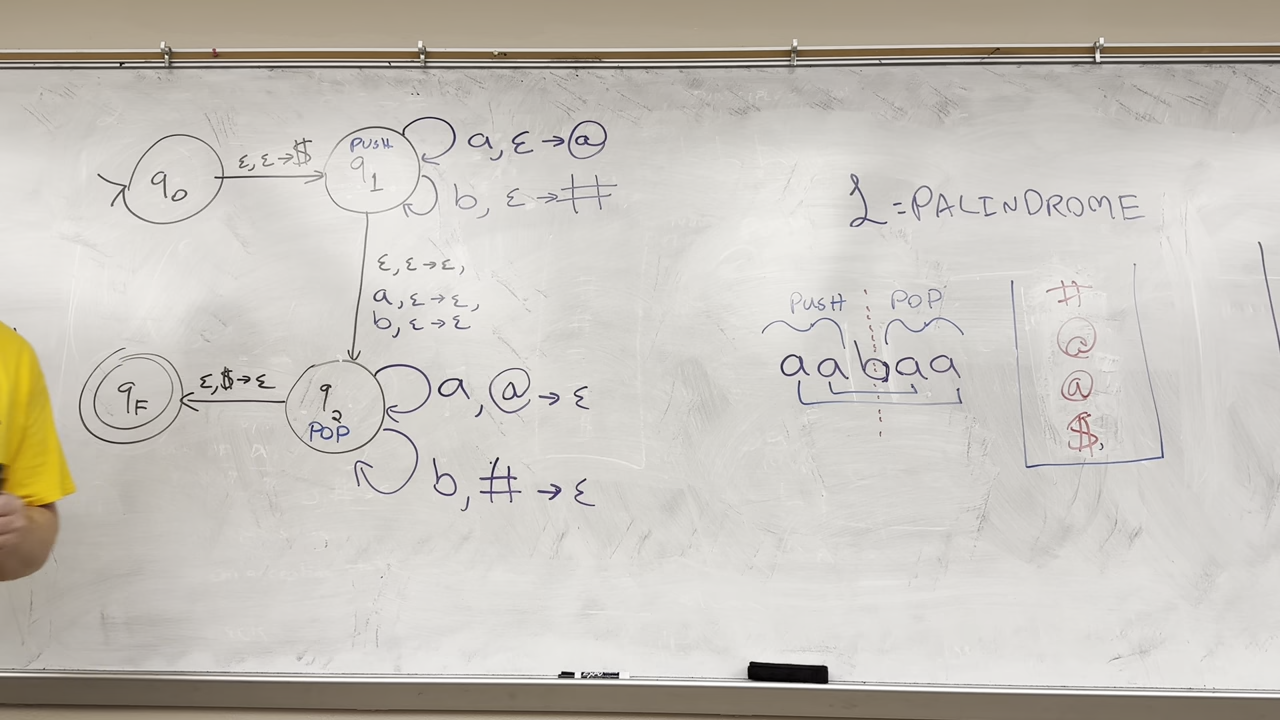 q0
ε, ε→$
PUSH
q1
a, ε→@
b, ε→#
ε, ε→ε,
a, ε→ε,
b, ε→ε
qF
ε, $→ε
q2
POP
a, @→ε
b, #→ε
L = PALINDROME
PUSH POP
aabaa
#
@
@
$